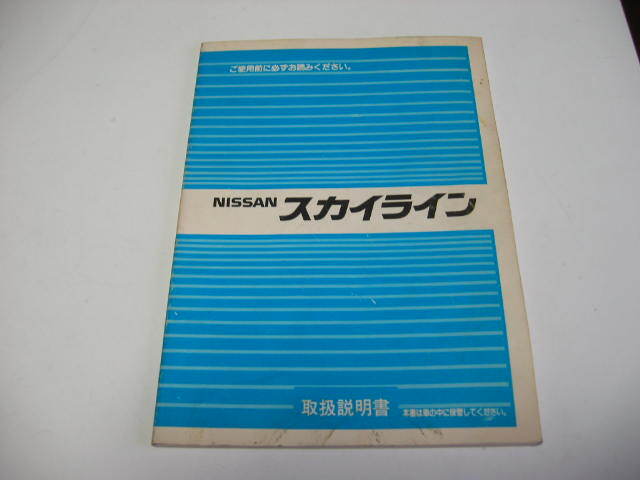 ご使用前に必ずお読みください。
NISSAN スカイライン
取扱説明書
本書は車の中に保管してください。